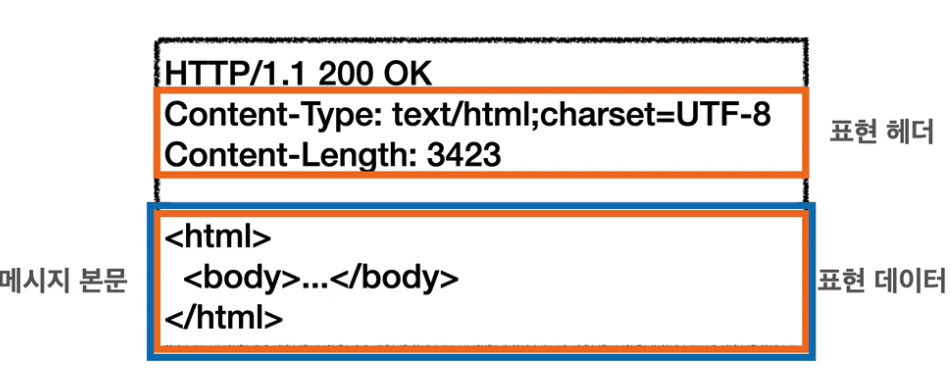 HTTP/1.1 200 OK
Content-Type: text/html;charset=UTF-8
Content-Length: 3423
표현 헤더
<html>
<body>...</body>
</html>
메시지 본문
표현 데이터